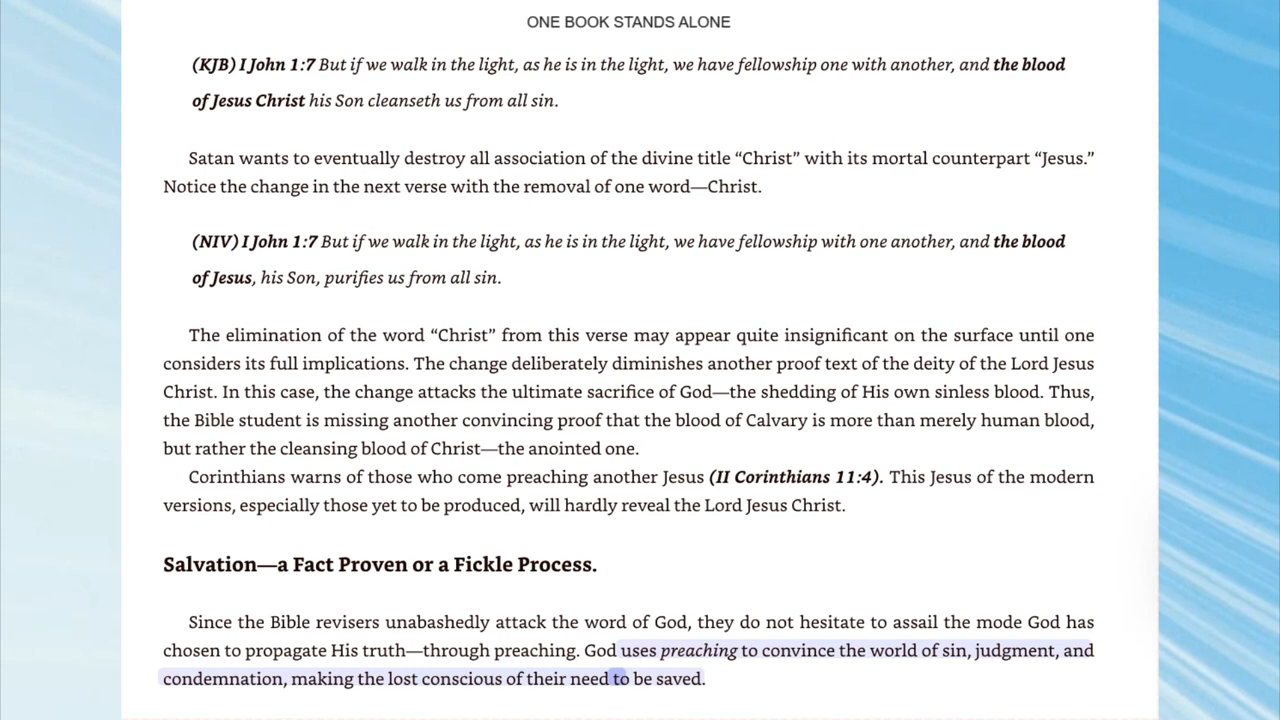 ONE BOOK STANDS ALONE
(KJB) I John 1:7 But if we walk in the light, as he is in the light, we have fellowship one with another, and the blood
of Jesus Christ his Son cleanseth us from all sin.
Satan wants to eventually destroy all association of the divine title “Christ” with its mortal counterpart “Jesus.”
Notice the change in the next verse with the removal of one word—Christ.
(NIV) I John 1:7 But if we walk in the light, as he is in the light, we have fellowship with one another, and the blood
of Jesus, his Son, purifies us from all sin.
The elimination of the word “Christ” from this verse may appear quite insignificant on the surface until one
considers its full implications. The change deliberately diminishes another proof text of the deity of the Lord Jesus
Christ. In this case, the change attacks the ultimate sacrifice of God—the shedding of His own sinless blood. Thus,
the Bible student is missing another convincing proof that the blood of Calvary is more than merely human blood,
but rather the cleansing blood of Christ—the anointed one.
Corinthians warns of those who come preaching another Jesus (II Corinthians 11:4). This Jesus of the modern
versions, especially those yet to be produced, will hardly reveal the Lord Jesus Christ.
Salvation—a Fact Proven or a Fickle Process.
Since the Bible revisers unabashedly attack the word of God, they do not hesitate to assail the mode God has
chosen to propagate His truth—through preaching. God uses preaching to convince the world of sin, judgment, and
condemnation, making the lost conscious of their need to be saved.